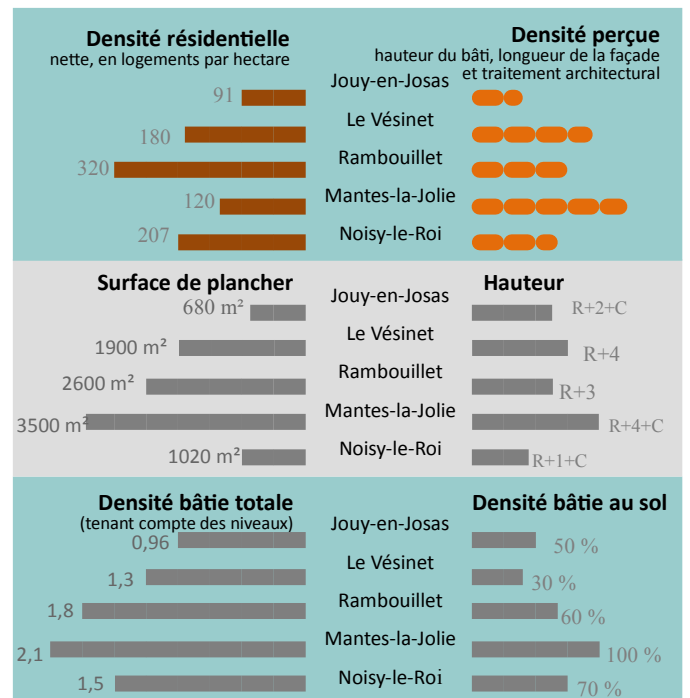 Densité résidentielle
nette, en logements par hectare
Densité perçue
hauteur du bâti, longueur de la façade
et traitement architectural
Jouy-en-Josas
91
Le Vésinet
180
Rambouillet
320
Mantes-la-Jolie
120
Noisy-le-Roi
207
Surface de plancher
Hauteur
Jouy-en-Josas
680 m²
R+2+C
Le Vésinet
1900 m²
R+4
Rambouillet
2600 m²
R+3
Mantes-la-Jolie
3500 m²
R+4+C
Noisy-le-Roi
1020 m²
R+1+C
Densité bâtie totale
(tenant compte des niveaux)
Densité bâtie au sol
Jouy-en-Josas
0,96
50 %
Le Vésinet
1,3
30 %
Rambouillet
1,8
60 %
Mantes-la-Jolie
2,1
100 %
Noisy-le-Roi
1,5
70 %